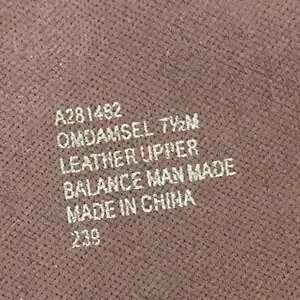 A281482
OMDAMSEL 7½M
LEATHER UPPER
BALANCE MAN MADE
MADE IN CHINA
239